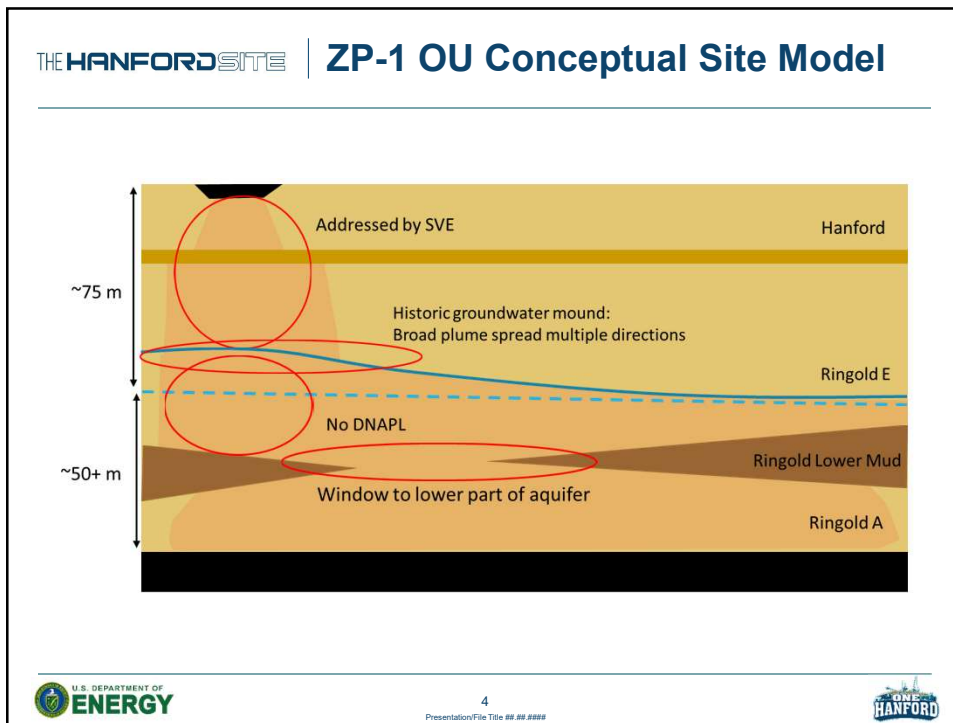 THE HANFORD SITE
ZP-1 OU Conceptual Site Model
Addressed by SVE
Hanford
~75 m
Historic groundwater mound:
Broad plume spread multiple directions
Ringold E
No DNAPL
Ringold Lower Mud
~50+ m
Window to lower part of aquifer
Ringold A
U.S. DEPARTMENT OF
ENERGY
4
Presentation/File Title ##.##.####
ONE
HANFORD